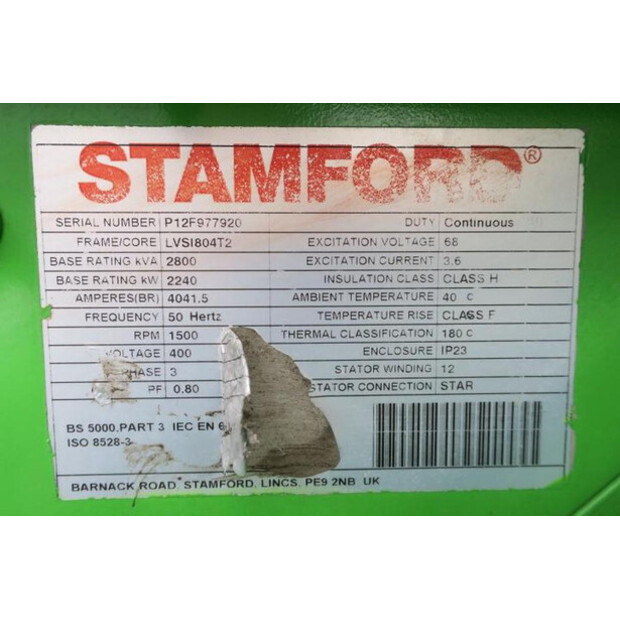 STAMFORD®
SERIAL NUMBER P12F977920 DUTY Continuous
FRAME/CORE LVSI804T2 EXCITATION VOLTAGE 68
BASE RATING kVA 2800 EXCITATION CURRENT 3.6
BASE RATING kW 2240 INSULATION CLASS CLASS H
AMPERES(BR) 4041.5 AMBIENT TEMPERATURE 40 C
FREQUENCY 50 Hertz TEMPERATURE RISE CLASS F
RPM 1500 THERMAL CLASSIFICATION 180 C
VOLTAGE 400 ENCLOSURE IP23
PHASE 3 STATOR WINDING 12
PF 0.80 STATOR CONNECTION STAR
BS 5000.PART 3 IEC EN
ISO 8528-3
BARNACK ROAD. STAMFORD. LINCS. PE9 2NB UK